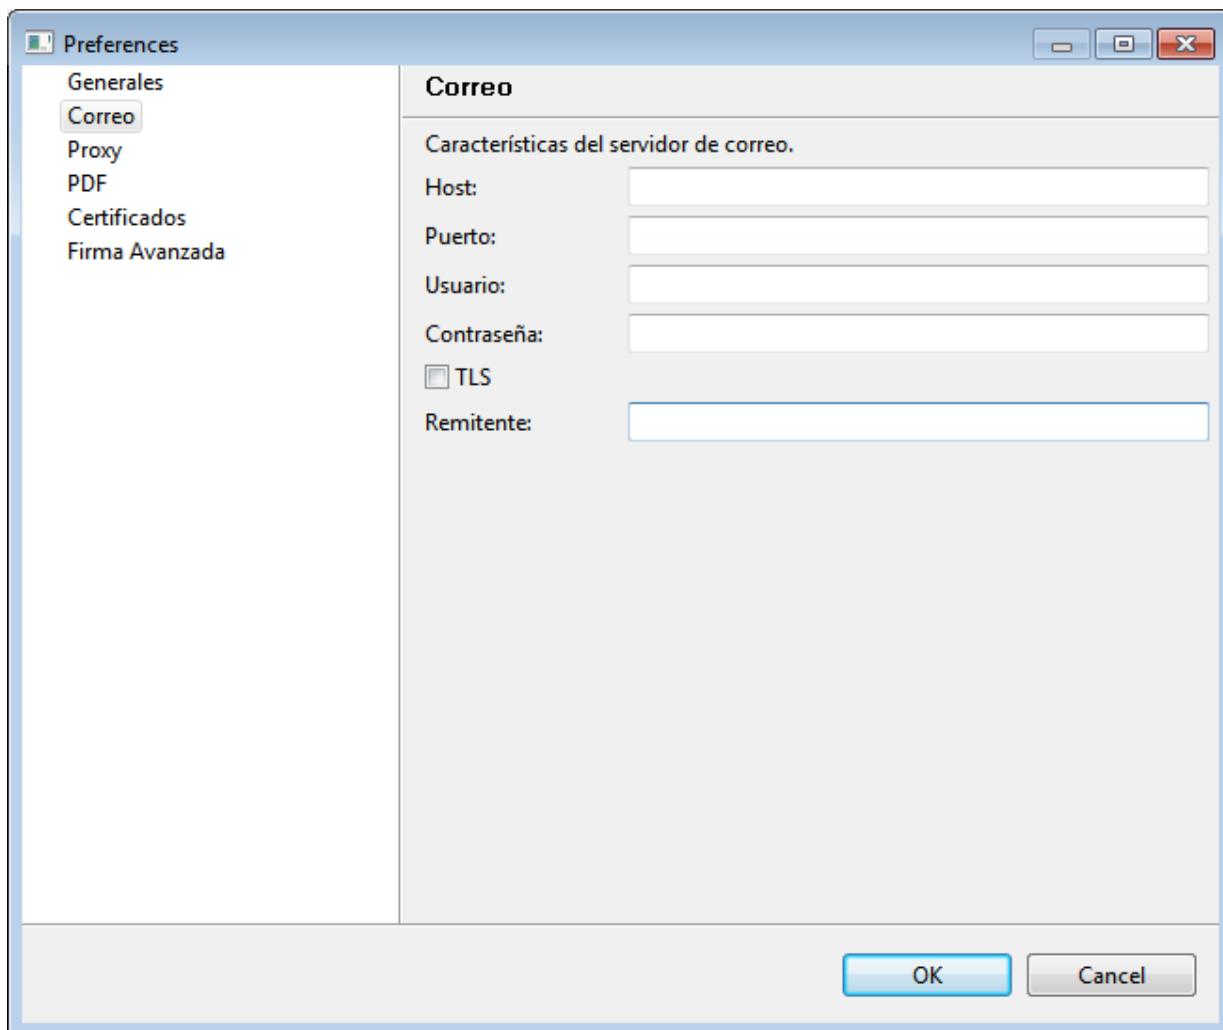 Preferences
Generales
Correo
Proxy
PDF
Certificados
Firma Avanzada
Correo
Características del servidor de correo.
Host:
Puerto:
Usuario:
Contraseña:
TLS
Remitente:
OK
Cancel